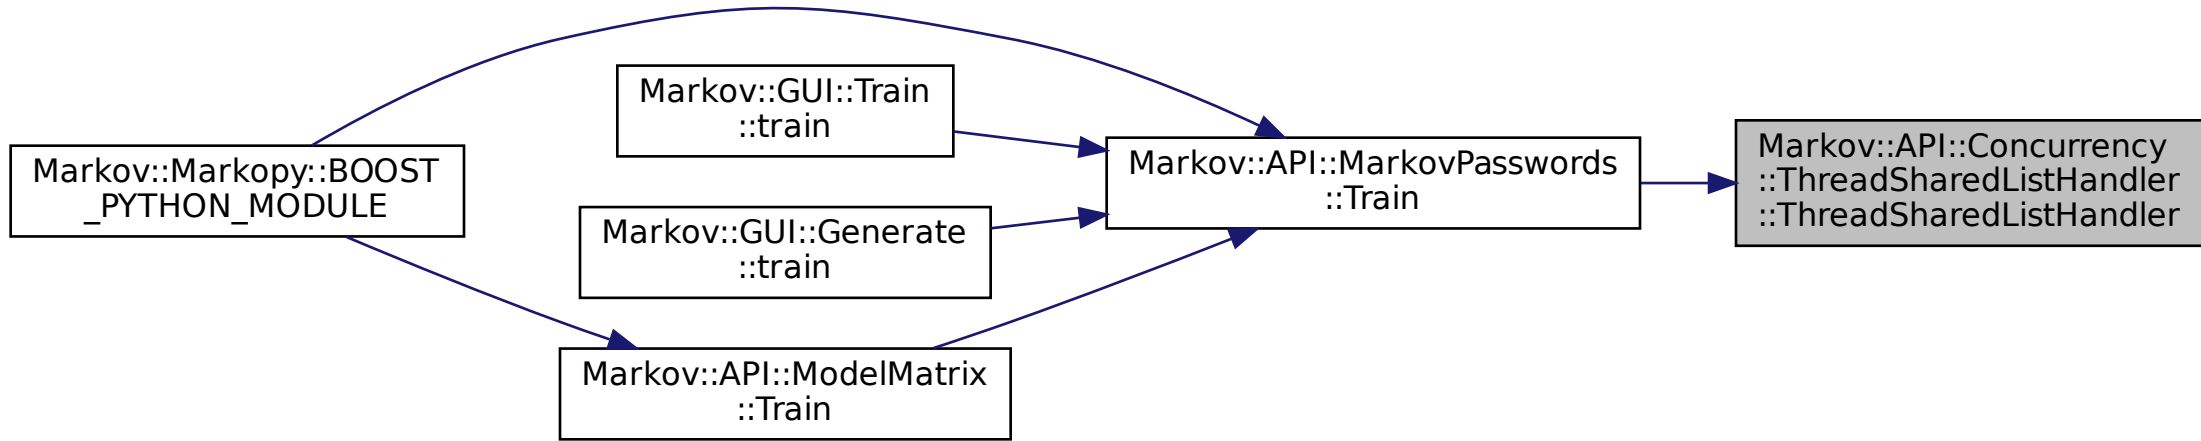 Markov::Markopy::BOOST
_PYTHON_MODULE
Markov::GUI::Train
::train
Markov::GUI::Generate
::train
Markov::API::ModelMatrix
::Train
Markov::API::MarkovPasswords
::Train
Markov::API::Concurrency
::ThreadSharedListHandler
::ThreadSharedListHandler